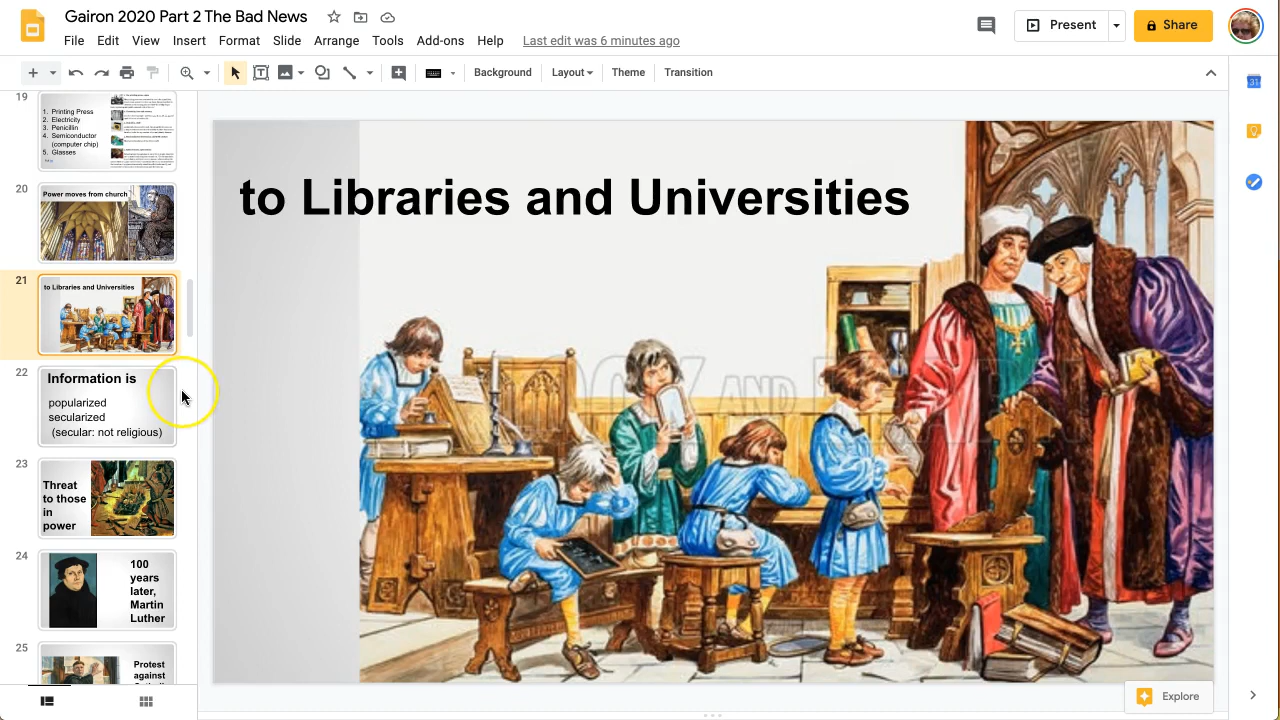 Gairon 2020 Part 2 The Bad News
File Edit View Insert Format Slide Arrange Tools Add-ons Help Last edit was 6 minutes ago
Present
Share
Background Layout Theme Transition
19
1. Printing Press
2. Electricity
3. Penicillin
4. Semiconductor
(computer chip)
5. Glasses
20
Power moves from church
21
to Libraries and Universities
22
Information is
popularized
secularized
(secular: not religious)
23
Threat
to those
in
power
24
100
years
later,
Martin
Luther
25
Protest
against
to Libraries and Universities
LOOK AND LEARN
31
Explore